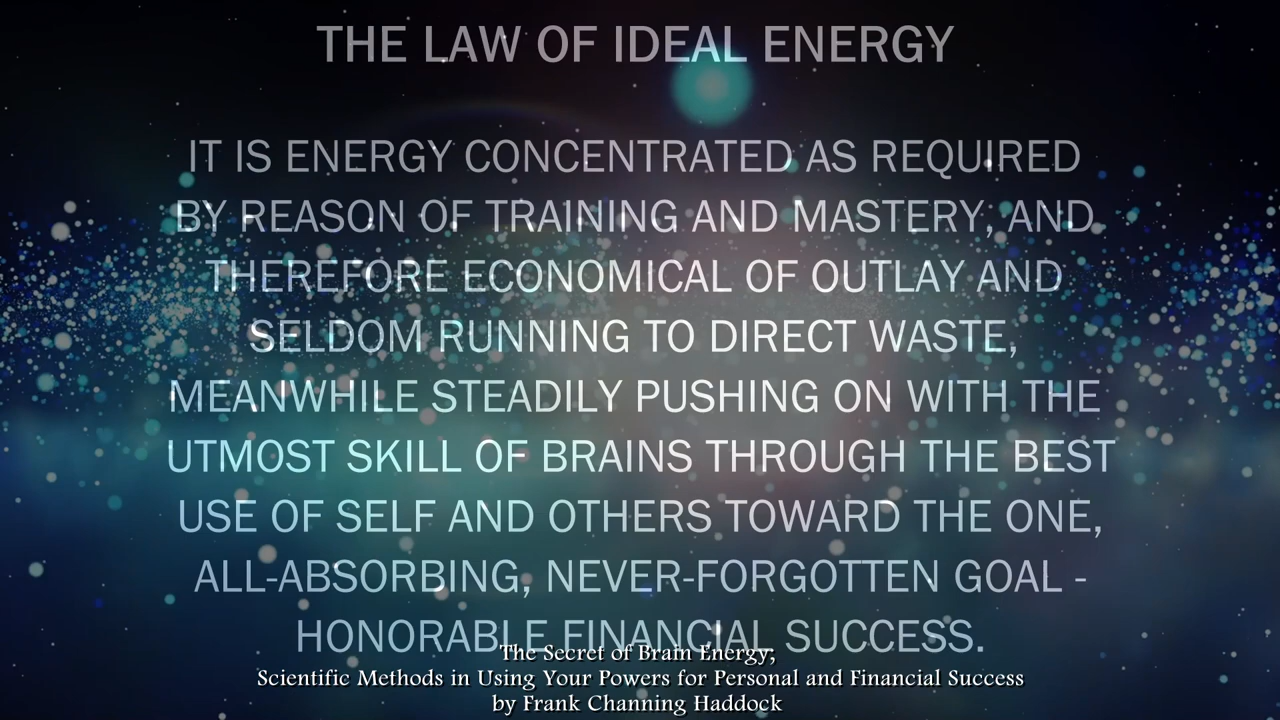 THE LAW OF IDEAL ENERGY
IT IS ENERGY CONCENTRATED AS REQUIRED
BY REASON OF TRAINING AND MASTERY, AND
THEREFORE ECONOMICAL OF OUTLAY AND
SELDOM RUNNING TO DIRECT WASTE,
MEANWHILE STEADILY PUSHING ON WITH THE
UTMOST SKILL OF BRAINS THROUGH THE BEST
USE OF SELF AND OTHERS TOWARD THE ONE,
ALL-ABSORBING, NEVER-FORGOTTEN GOAL -
HONORABLE FINANCIAL SUCCESS.
The Secret of Brain Energy;
Scientific Methods in Using Your Powers for Personal and Financial Success
by Frank Channing Haddock